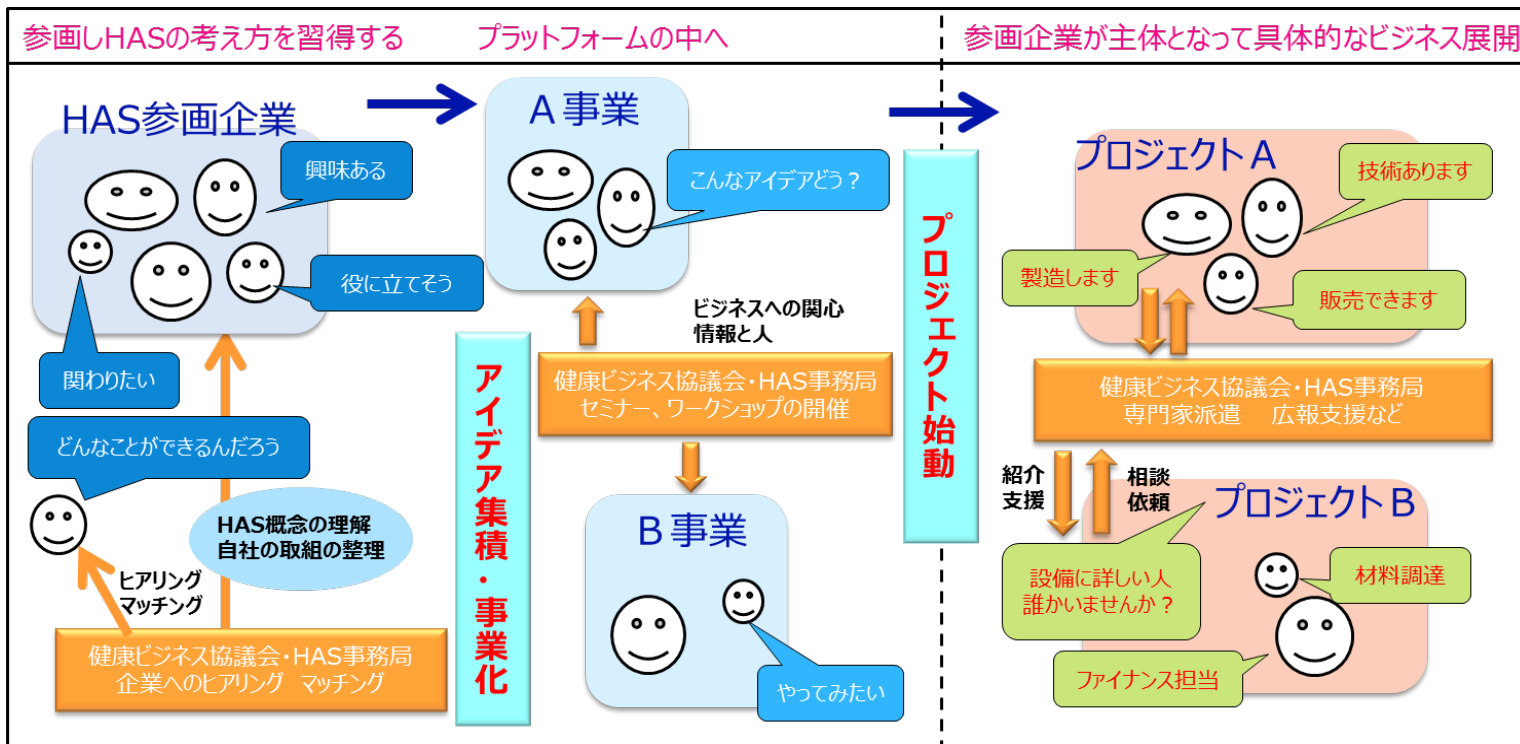 参画しHASの考え方を習得する
プラットフォームの中へ
参画企業が主体となって具体的なビジネス展開
HAS参画企業
興味ある
役に立てそう
関わりたい
どんなことができるんだろう
HAS概念の理解
自社の取組の整理
ヒアリング
マッチング
健康ビジネス協議会・HAS事務局
企業へのヒアリング　マッチング
アイデア集積・事業化
A事業
こんなアイデアどう？
ビジネスへの関心
情報と人
健康ビジネス協議会・HAS事務局
セミナー、ワークショップの開催
B事業
やってみたい
プロジェクト始動
プロジェクトA
技術あります
製造します
販売できます
健康ビジネス協議会・HAS事務局
専門家派遣　広報支援など
紹介
支援
相談
依頼
プロジェクトB
設備に詳しい人
誰かいませんか？
材料調達
ファイナンス担当